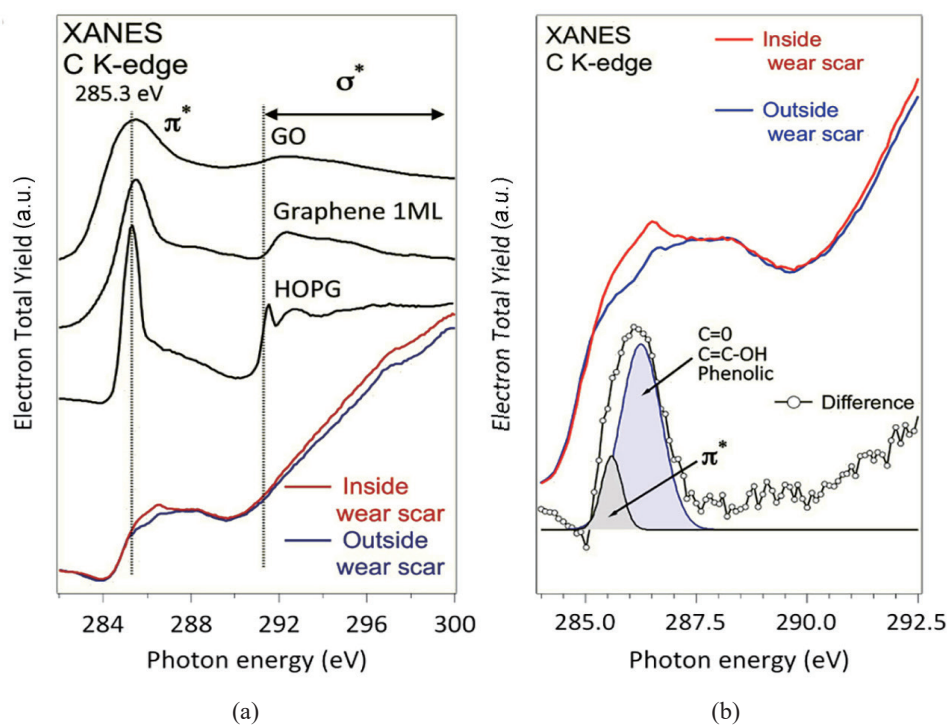 XANES
C K-edge
285.3 eV
π*
σ*
GO
Graphene 1ML
HOPG
Inside
wear scar
Outside
wear scar
Electron Total Yield (a.u.)
284 288 292 296 300
Photon energy (eV)
(a)
XANES
C K-edge
Inside
wear scar
Outside
wear scar
C=0
C=C-OH
Phenolic
Difference
π*
Electron Total Yield (a.u.)
285.0 287.5 290.0 292.5
Photon energy (eV)
(b)